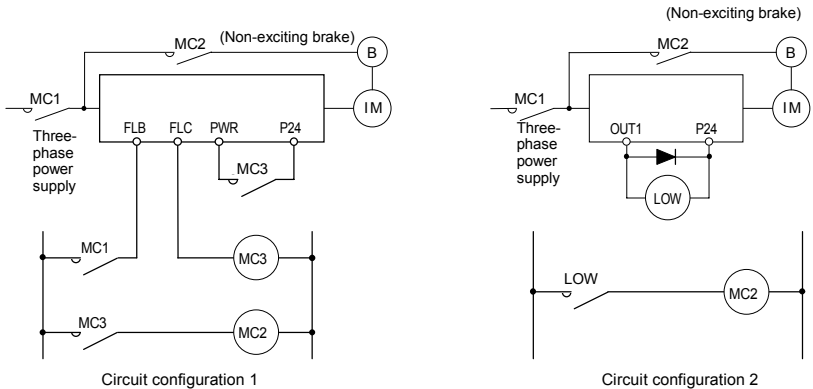 (Non-exciting brake)
MC2
B
MC1
IM
Three-
phase
power
supply
FLB FLC PWR P24
MC3
MC1
MC3
MC3
MC2
Circuit configuration 1
(Non-exciting brake)
MC2
B
MC1
IM
Three-
phase
power
supply
OUT1 P24
LOW
LOW
MC2
Circuit configuration 2